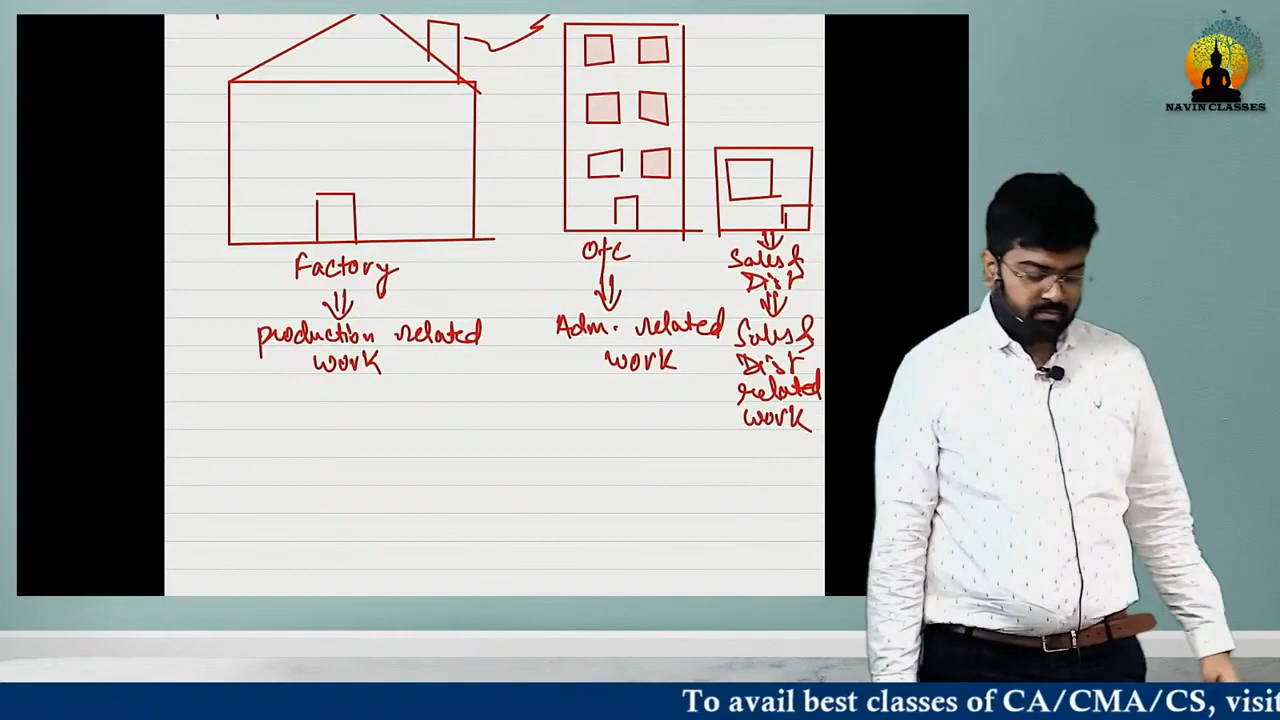 NAVIN CLASSES
Factory
production related
work
Ofc
Adm. related
work
Sales &
Dist
Sales &
Dist
related
work
To avail best classes of CA/CMA/CS, visit